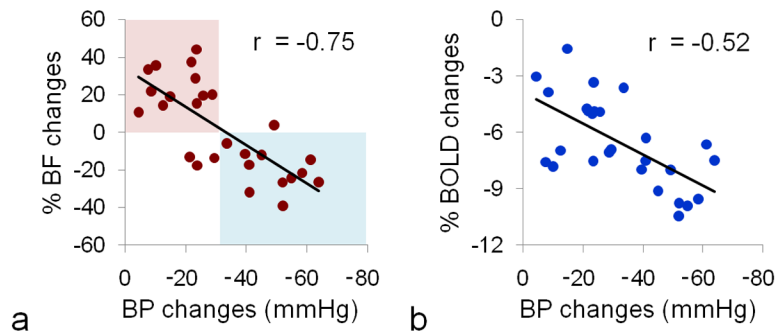 60
40
20
0
-20
-40
-60
% BF changes
r = -0.75
0 -20 -40 -60 -80
BP changes (mmHg)
a
0
-3
-6
-9
-12
% BOLD changes
r = -0.52
0 -20 -40 -60 -80
BP changes (mmHg)
b